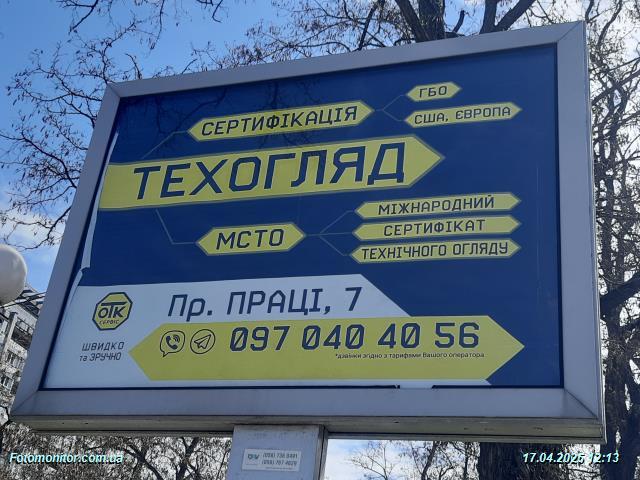 СЕРТИФІКАЦІЯ
ГБО
США, ЄВРОПА
ТЕХОГЛЯД
МСТО
МІЖНАРОДНИЙ
СЕРТИФІКАТ
ТЕХНІЧНОГО ОГЛЯДУ
ОТК
СЕРВІС
ШВИДКО
та ЗРУЧНО
Пр. ПРАЦІ, 7
097 040 40 56
*дзвінки згідно з тарифами Вашого оператора
Fotomonitor.com.ua
17.04.2025 12:13